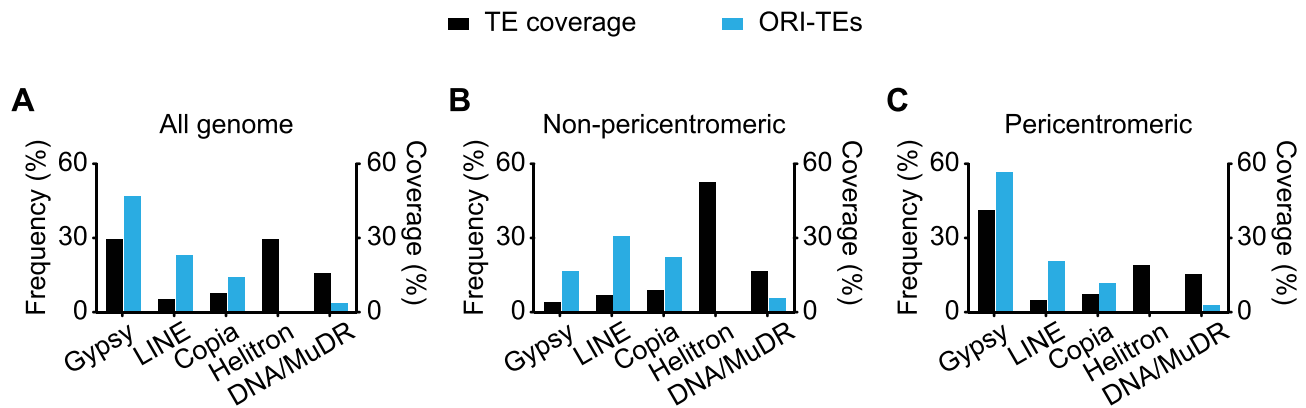 TE coverage ORI-TEs
A B C
All genome Non-pericentromeric Pericentromeric
Frequency (%) 60 30 0 60 30 0 Coverage (%)
Gypsy LINE Copia Helitron DNA/MuDR
Frequency (%) 60 30 0 60 30 0 Coverage (%)
Gypsy LINE Copia Helitron DNA/MuDR
Frequency (%) 60 30 0 60 30 0 Coverage (%)
Gypsy LINE Copia Helitron DNA/MuDR